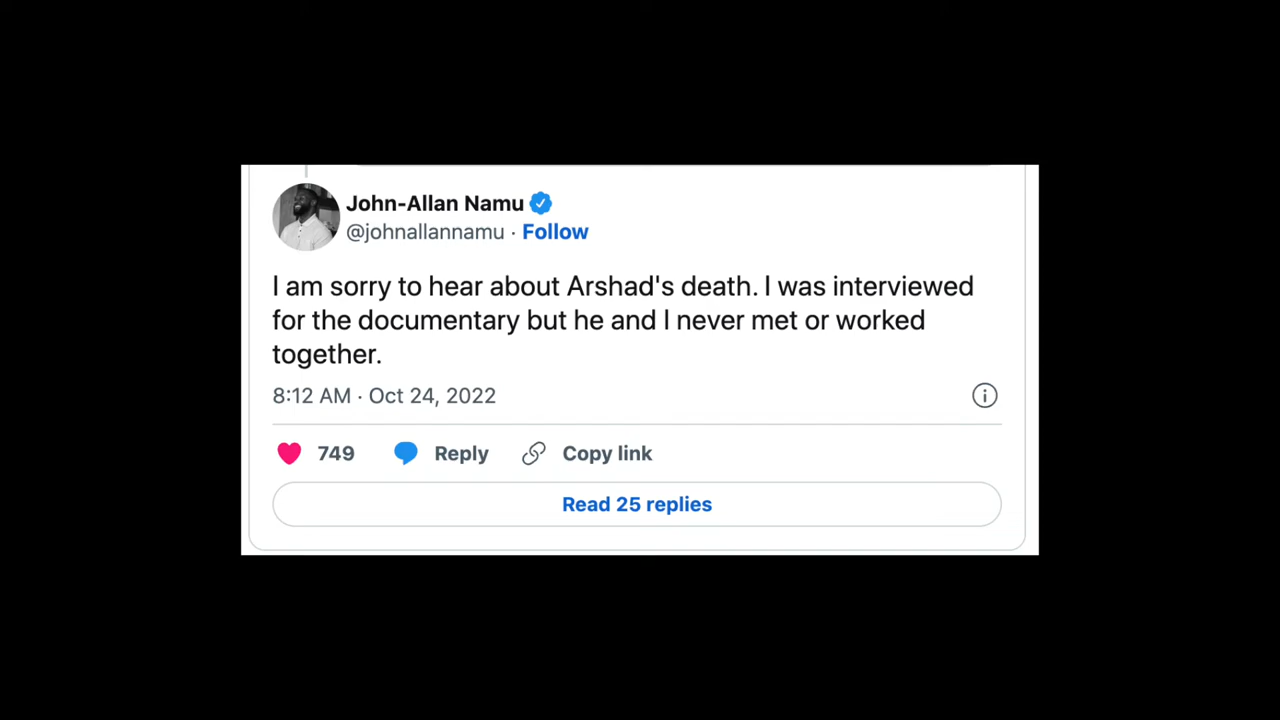 John-Allan Namu
@johnallannamu · Follow
I am sorry to hear about Arshad's death. I was interviewed
for the documentary but he and I never met or worked
together.
8:12 AM · Oct 24, 2022
749 Reply Copy link
Read 25 replies